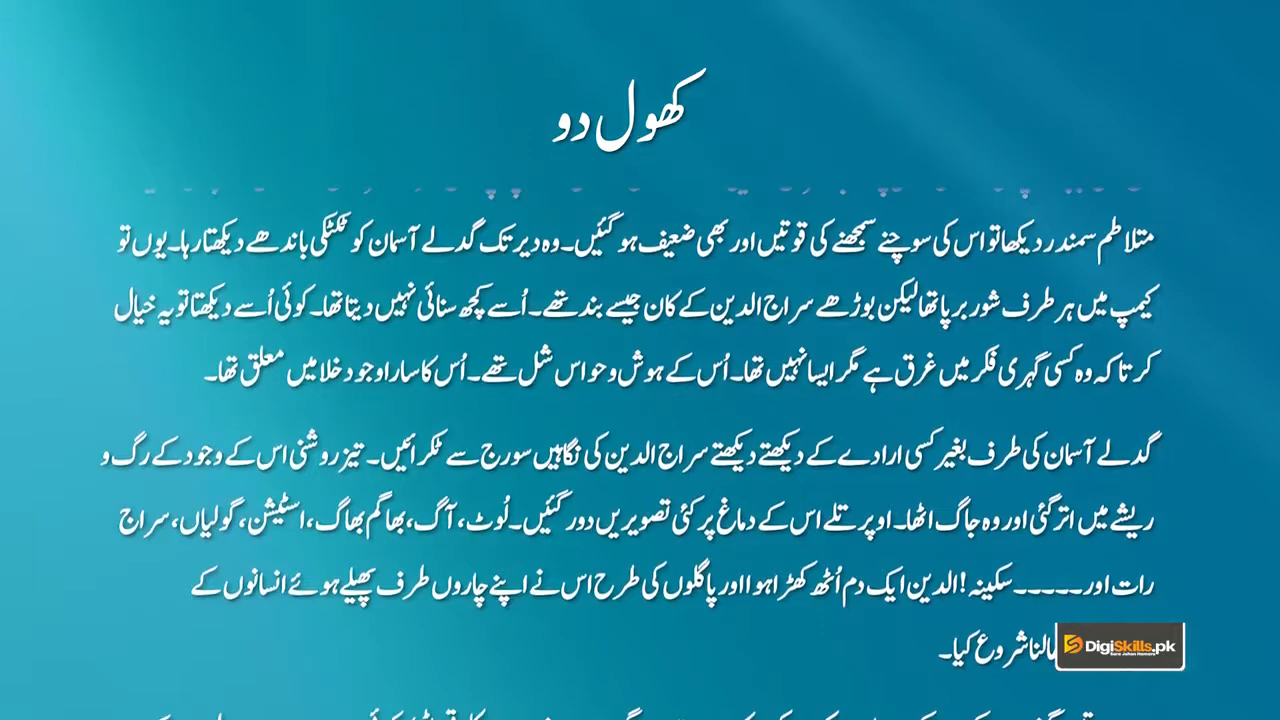 کھول دو
متلاطم سمندر دیکھا تو اس کی سوچنے سمجھنے کی قوتیں اور بھی ضعیف ہو گئیں۔ وہ دیر تک گدلے آسمان کو ٹکٹکی باندھے دیکھتا رہا۔ یوں تو
کیمپ میں ہر طرف شور برپا تھا لیکن بوڑھے سراج الدین کے کان جیسے بند تھے۔ اُسے کچھ سنائی نہیں دیتا تھا۔ کوئی اُسے دیکھتا تو یہ خیال
کرتا کہ وہ کسی گہری فکر میں غرق ہے مگر ایسا نہیں تھا۔ اُس کے ہوش و حواس شل تھے۔ اُس کا سارا وجود خلا میں معلق تھا۔
گدلے آسمان کی طرف بغیر کسی ارادے کے دیکھتے دیکھتے سراج الدین کی نگاہیں سورج سے ٹکرائیں۔ تیز روشنی اس کے وجود کے رگ و
ریشے میں اتر گئی اور وہ جاگ اٹھا۔ اوپر تلے اس کے دماغ پر کئی تصویریں دور گئیں۔ لُوٹ، آگ، بھاگم بھاگ، اسٹیشن، گولیاں، سراج
رات اور۔۔۔۔۔ سکینہ! الدین ایک دم اُٹھ کھڑا ہوا اور پاگلوں کی طرح اس نے اپنے چاروں طرف پھیلے ہوئے انسانوں کے
شروع کیا۔
DigiSkills.pk